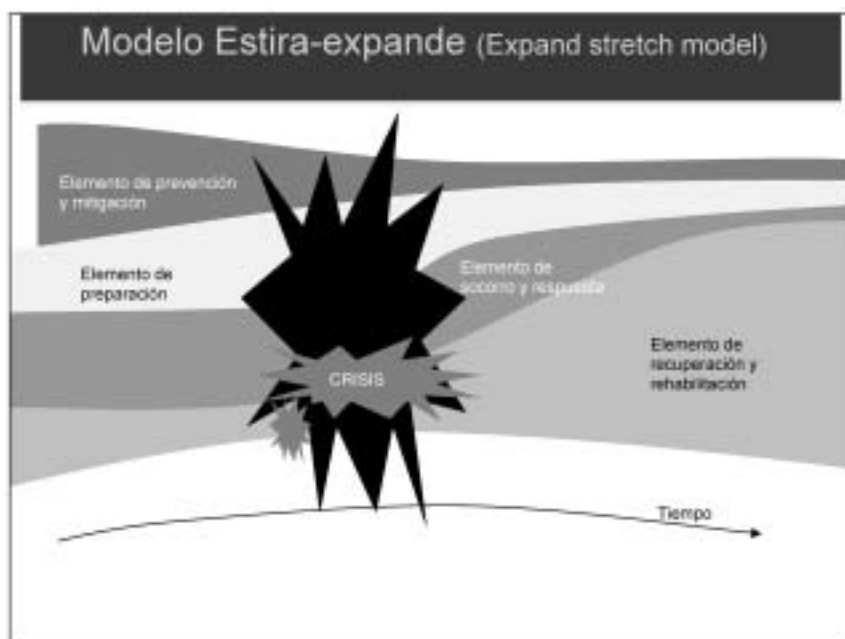 Modelo Estira-expande (Expand stretch model)
Elemento de prevención
y mitigación
Elemento de
preparación
Elemento de
socorro y respuesta
CRISIS
Elemento de
recuperación y
rehabilitación
Tiempo